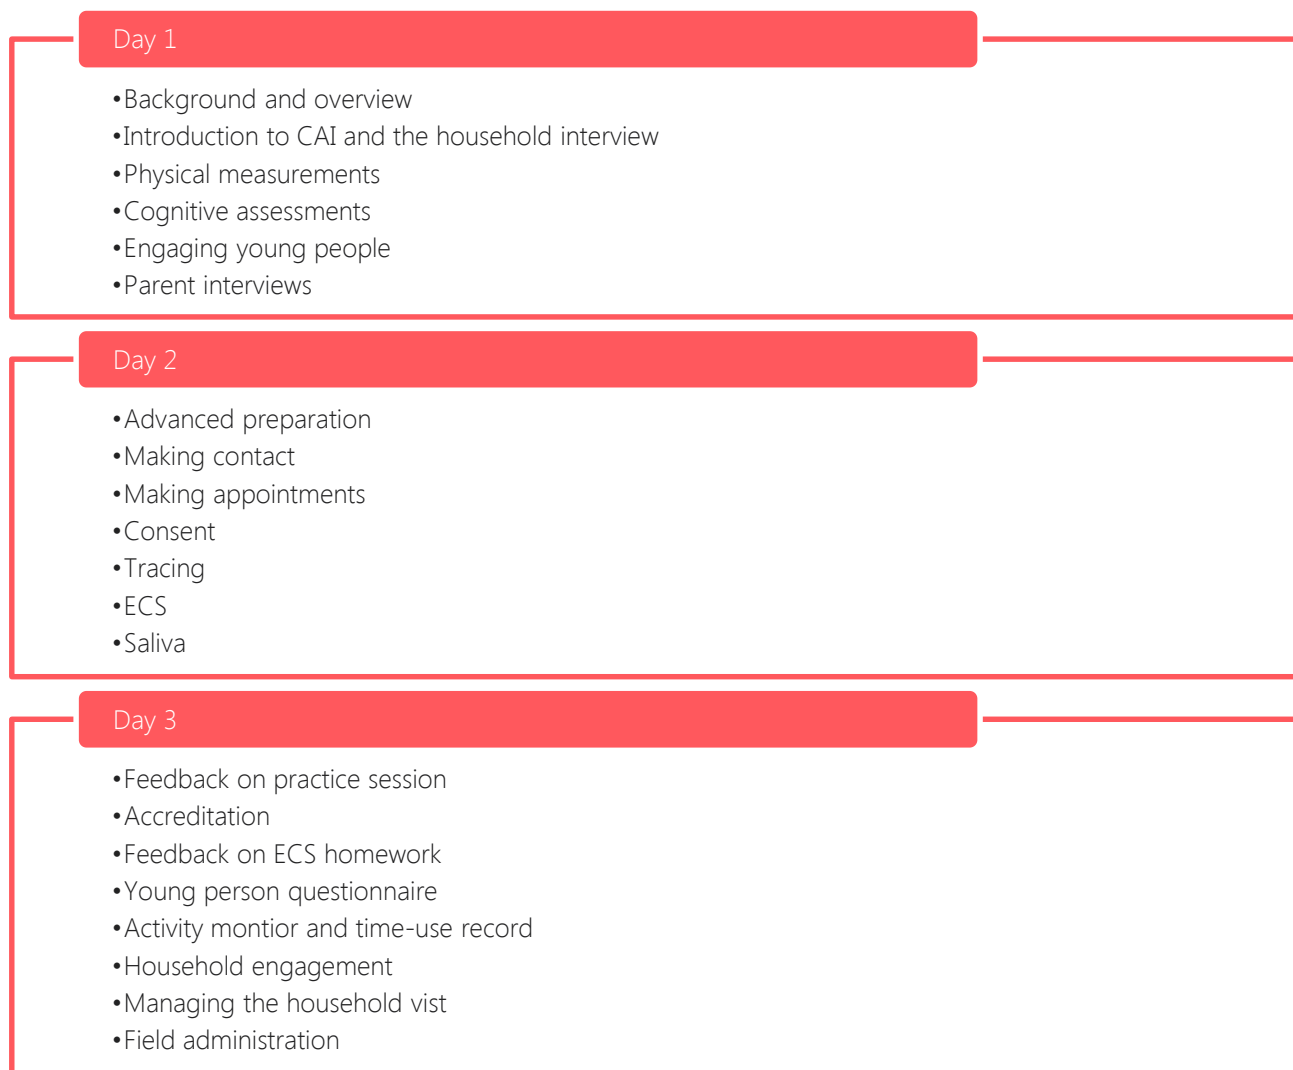 Day 1
•Background and overview
•Introduction to CAI and the household interview
•Physical measurements
•Cognitive assessments
•Engaging young people
•Parent interviews
Day 2
•Advanced preparation
•Making contact
•Making appointments
•Consent
•Tracing
•ECS
•Saliva
Day 3
•Feedback on practice session
•Accreditation
•Feedback on ECS homework
•Young person questionnaire
•Activity montior and time-use record
•Household engagement
•Managing the household vist
•Field administration